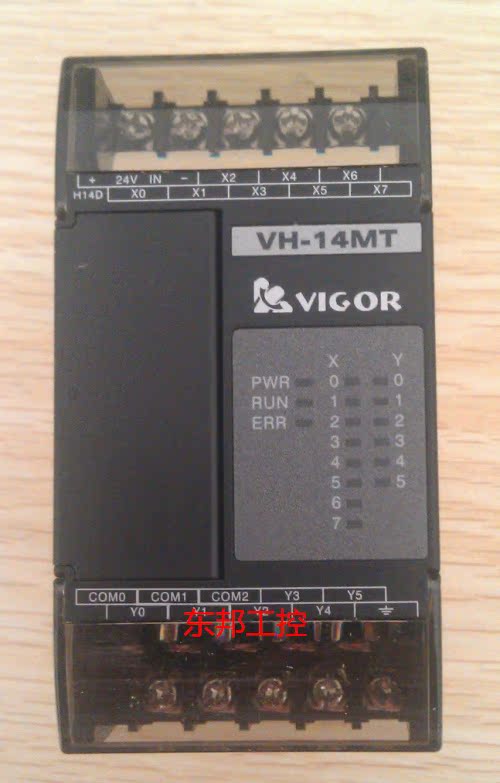 + 24V IN - X2 X4 X6
H14D X0 X1 X3 X5 X7
VH-14MT
VIGOR
X Y
PWR 0 0
RUN 1 1
ERR 2 2
3 3
4 4
5 5
6
7
COM0 COM1 COM2 Y3 Y5
Y0 Y1 Y2 Y4
东邦工控